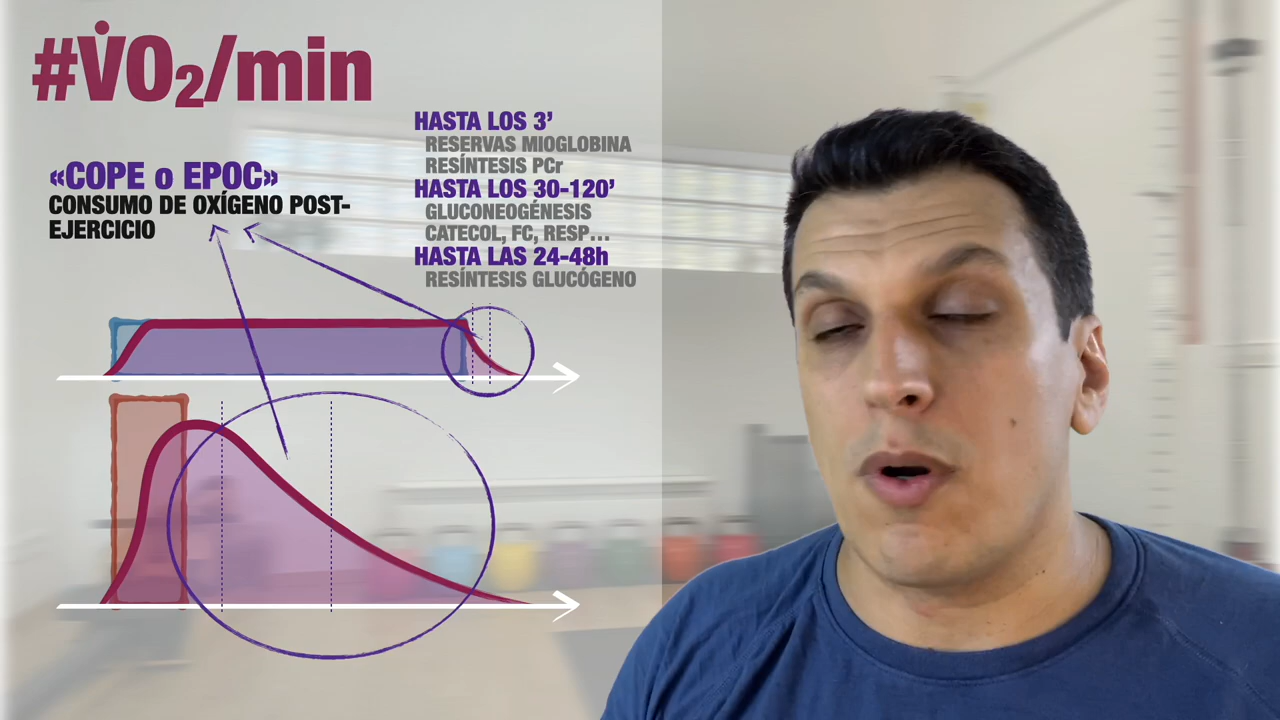 #V̇O₂/min
«COPE o EPOC»
CONSUMO DE OXÍGENO POST-
EJERCICIO
HASTA LOS 3’
RESERVAS MIOGLOBINA
RESÍNTESIS PCr
HASTA LOS 30-120’
GLUCONEOGÉNESIS
CATECOL, FC, RESP…
HASTA LAS 24-48h
RESÍNTESIS GLUCÓGENO